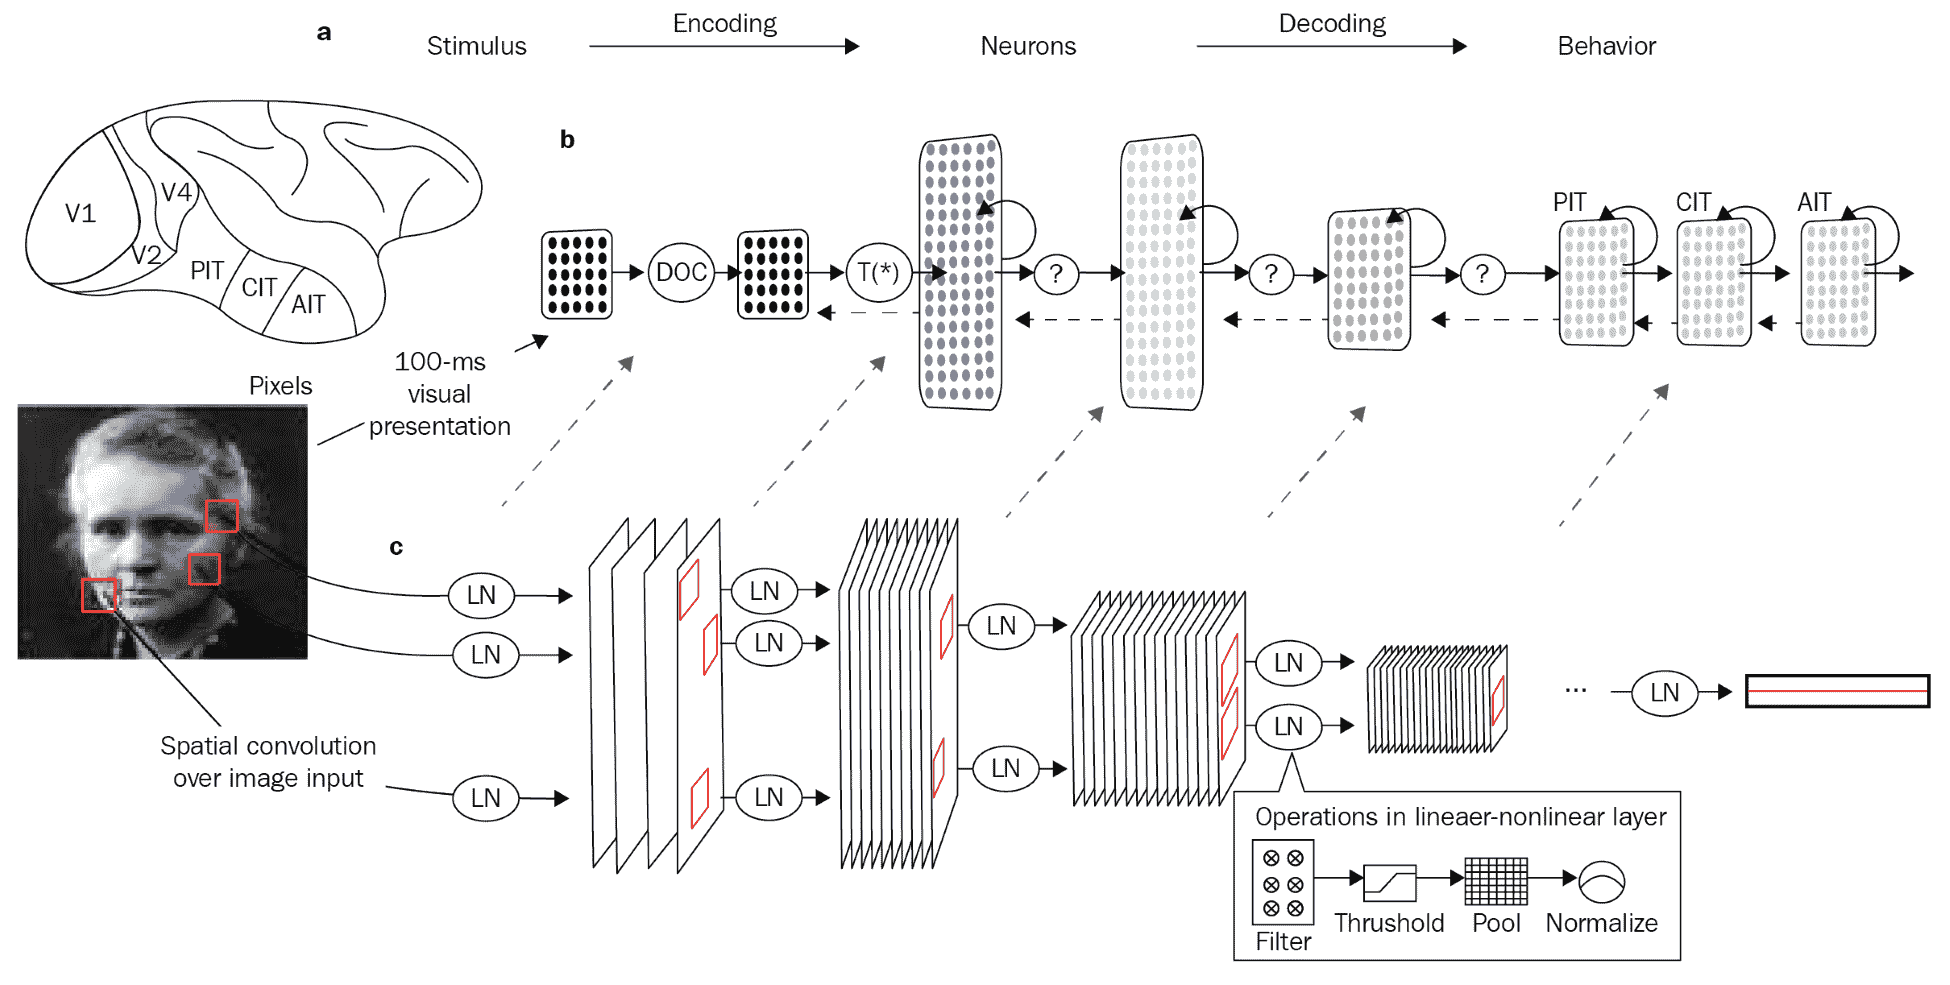 a
Stimulus
Encoding
Neurons
Decoding
Behavior
b
V1
V2
V4
PIT
CIT
AIT
DOC
T(*)
?
?
?
PIT
CIT
AIT
100-ms
visual
presentation
Pixels
c
LN
LN
LN
LN
LN
LN
LN
LN
LN
LN
...
LN
Spatial convolution
over image input
Operations in lineaer-nonlinear layer
Filter
Thrushold
Pool
Normalize